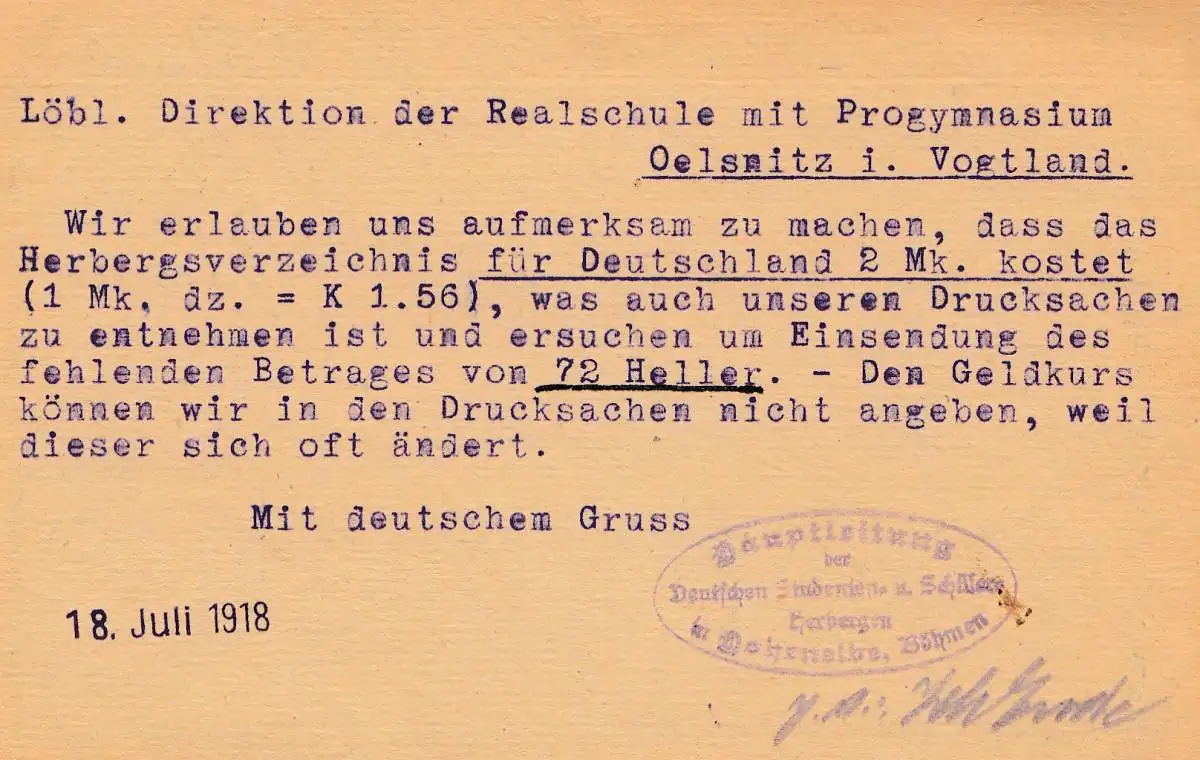 Löbl. Direktion der Realschule mit Progymnasium
Oelsnitz i. Vogtland.
Wir erlauben uns aufmerksam zu machen, dass das
Herbergsverzeichnis für Deutschland 2 Mk. kostet
(1 Mk. dz. = K 1.56), was auch unseren Drucksachen
zu entnehmen ist und ersuchen um Einsendung des
fehlenden Betrages von 72 Heller. - Den Geldkurs
können wir in den Drucksachen nicht angeben, weil
dieser sich oft ändert.
Mit deutschem Gruss
Hauptleitung
der
Deutschen Studenten- u. Schüler-
Herbergen
in Hohenelbe, Böhmen
18. Juli 1918